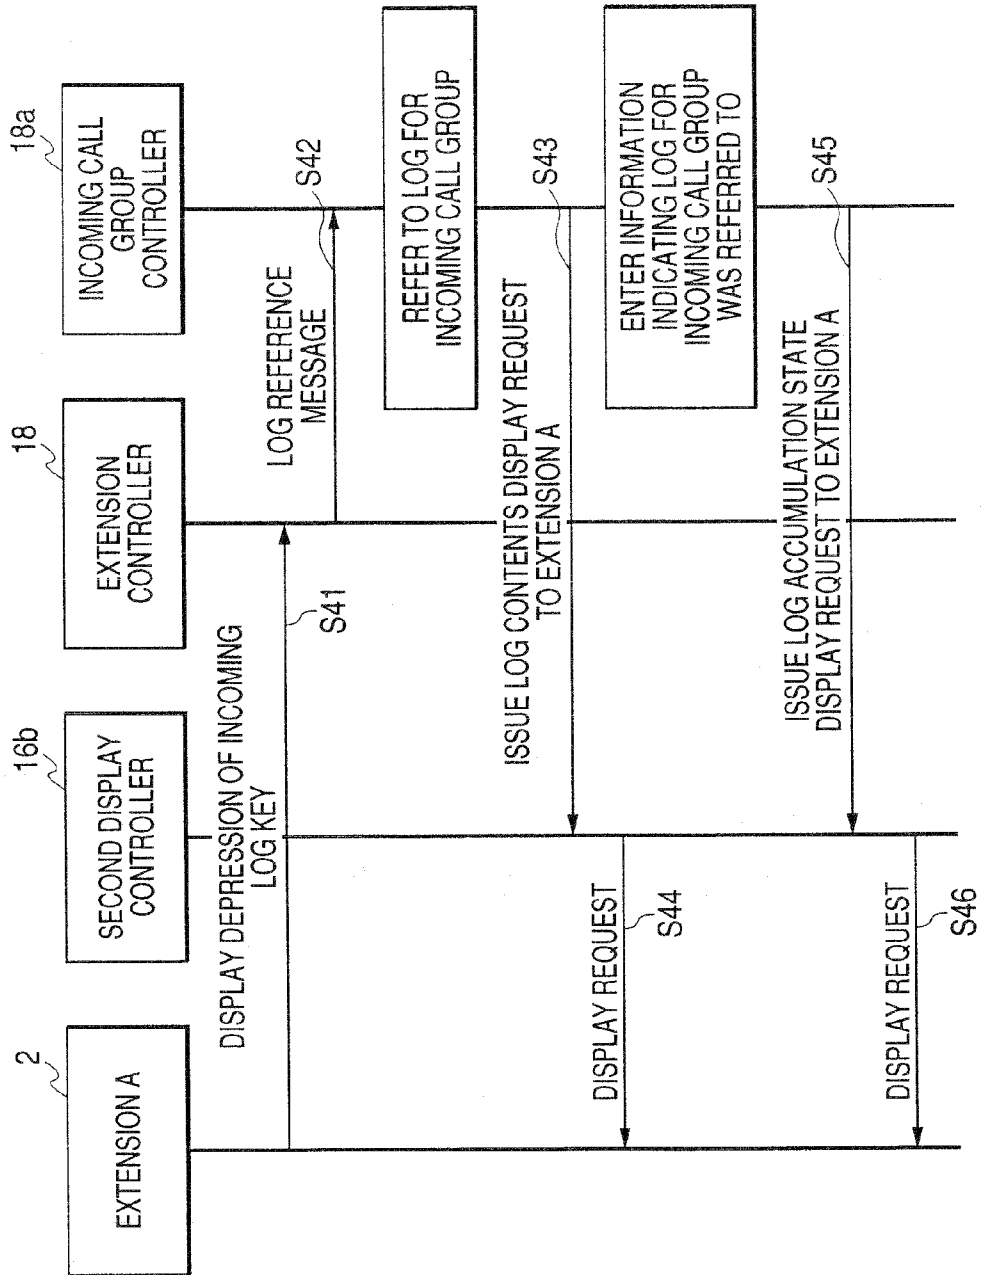 2
EXTENSION A
16b
SECOND DISPLAY
CONTROLLER
18
EXTENSION
CONTROLLER
18a
INCOMING CALL
GROUP
CONTROLLER
DISPLAY DEPRESSION OF INCOMING
LOG KEY
S41
LOG REFERENCE
MESSAGE
S42
REFER TO LOG FOR
INCOMING CALL GROUP
ISSUE LOG CONTENTS DISPLAY REQUEST
TO EXTENSION A
S43
DISPLAY REQUEST
S44
ENTER INFORMATION
INDICATING LOG FOR
INCOMING CALL GROUP
WAS REFERRED TO
ISSUE LOG ACCUMULATION STATE
DISPLAY REQUEST TO EXTENSION A
S45
DISPLAY REQUEST
S46